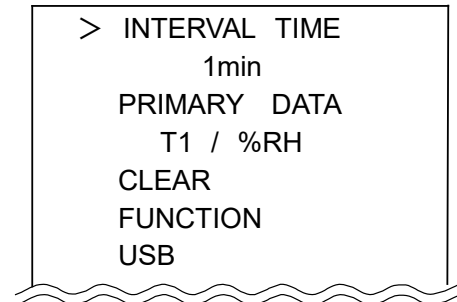 > INTERVAL TIME
1min
PRIMARY DATA
T1 / %RH
CLEAR
FUNCTION
USB